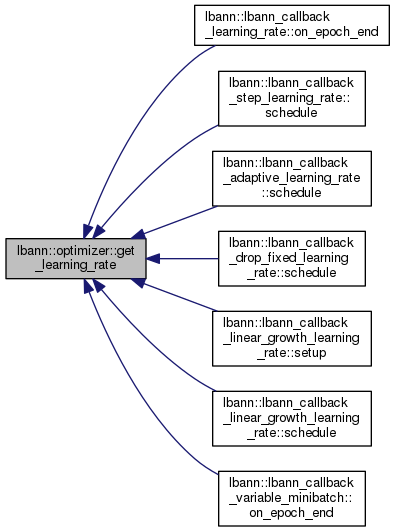 lbann::lbann_callback
_learning_rate::on_epoch_end
lbann::lbann_callback
_step_learning_rate::
schedule
lbann::lbann_callback
_adaptive_learning_rate
::schedule
lbann::optimizer::get
_learning_rate
lbann::lbann_callback
_drop_fixed_learning
_rate::schedule
lbann::lbann_callback
_linear_growth_learning
_rate::setup
lbann::lbann_callback
_linear_growth_learning
_rate::schedule
lbann::lbann_callback
_variable_minibatch::
on_epoch_end